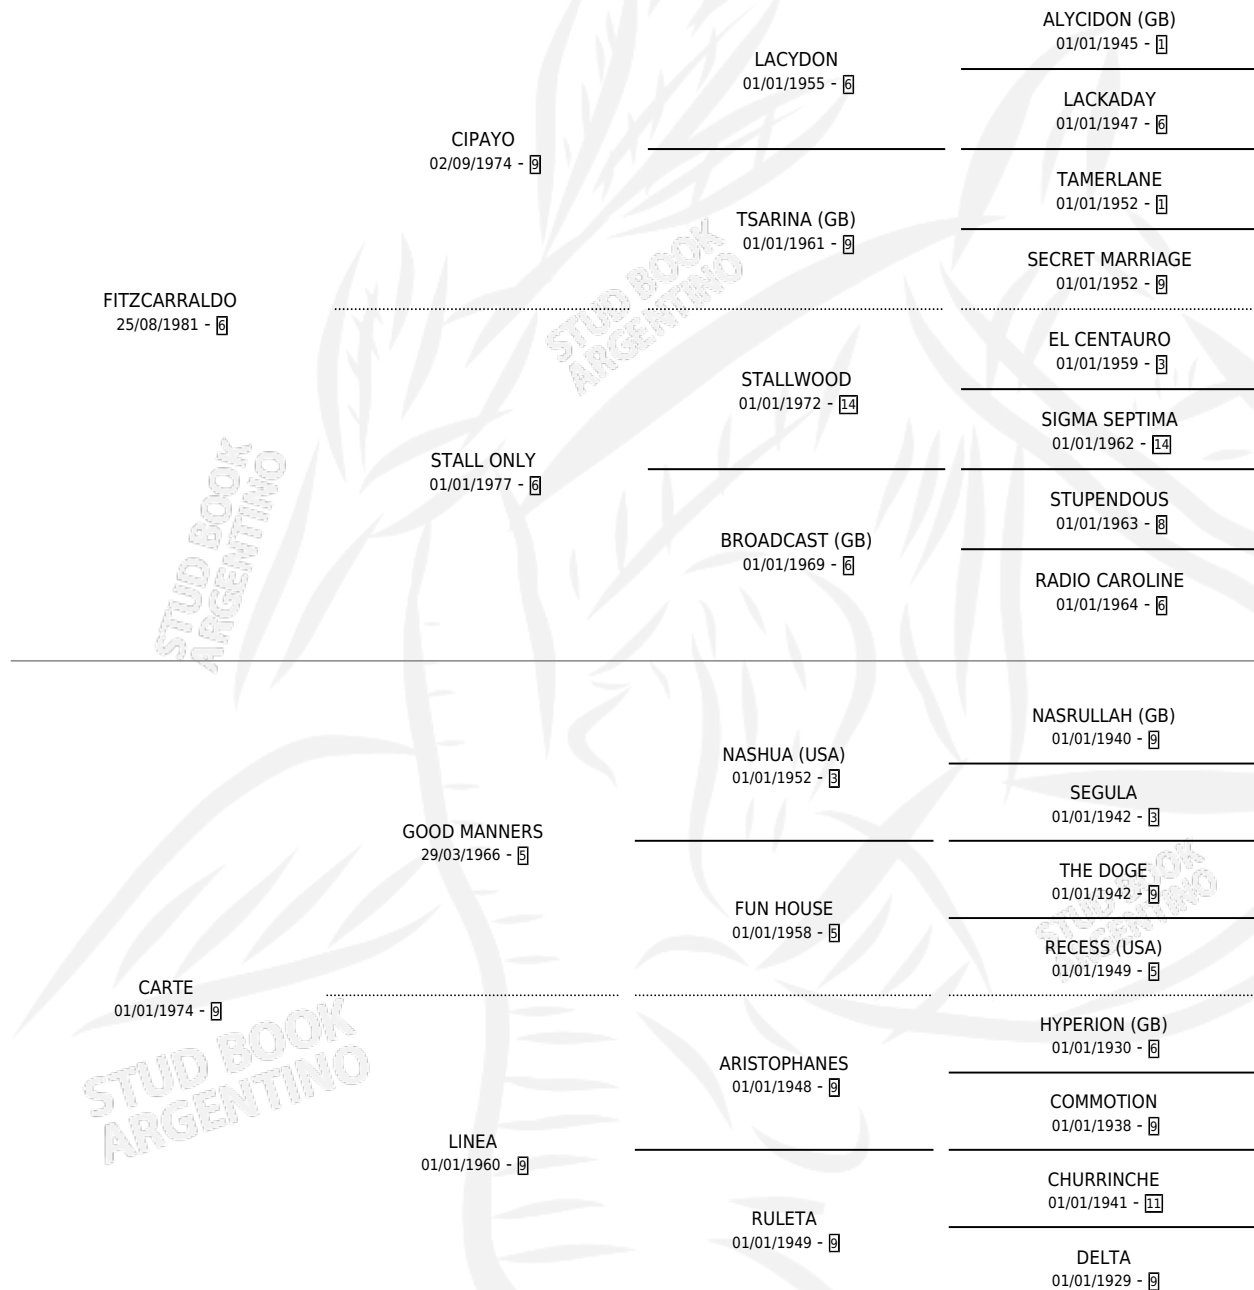 ALYCIDON (GB)
01/01/1945 - 1
LACYDON
01/01/1955 - 6
LACKADAY
01/01/1947 - 6
CIPAYO
02/09/1974 - 9
TAMERLANE
01/01/1952 - 1
TSARINA (GB)
01/01/1961 - 9
SECRET MARRIAGE
01/01/1952 - 9
FITZCARRALDO
25/08/1981 - 6
EL CENTAURO
01/01/1959 - 3
STALLWOOD
01/01/1972 - 14
SIGMA SEPTIMA
01/01/1962 - 14
STALL ONLY
01/01/1977 - 6
STUPENDOUS
01/01/1963 - 8
BROADCAST (GB)
01/01/1969 - 6
RADIO CAROLINE
01/01/1964 - 6
NASRULLAH (GB)
01/01/1940 - 9
NASHUA (USA)
01/01/1952 - 3
SEGULA
01/01/1942 - 3
GOOD MANNERS
29/03/1966 - 5
THE DOGE
01/01/1942 - 9
FUN HOUSE
01/01/1958 - 5
RECESS (USA)
01/01/1949 - 5
CARTE
01/01/1974 - 9
HYPERION (GB)
01/01/1930 - 6
ARISTOPHANES
01/01/1948 - 9
COMMOTION
01/01/1938 - 9
LINEA
01/01/1960 - 9
CHURRINCHE
01/01/1941 - 11
RULETA
01/01/1949 - 9
DELTA
01/01/1929 - 9
STUD BOOK
ARGENTINO
STUD BOOK
ARGENTINO
STUD BOOK
ARGENTINO
STUD BOOK
ARGENTINO